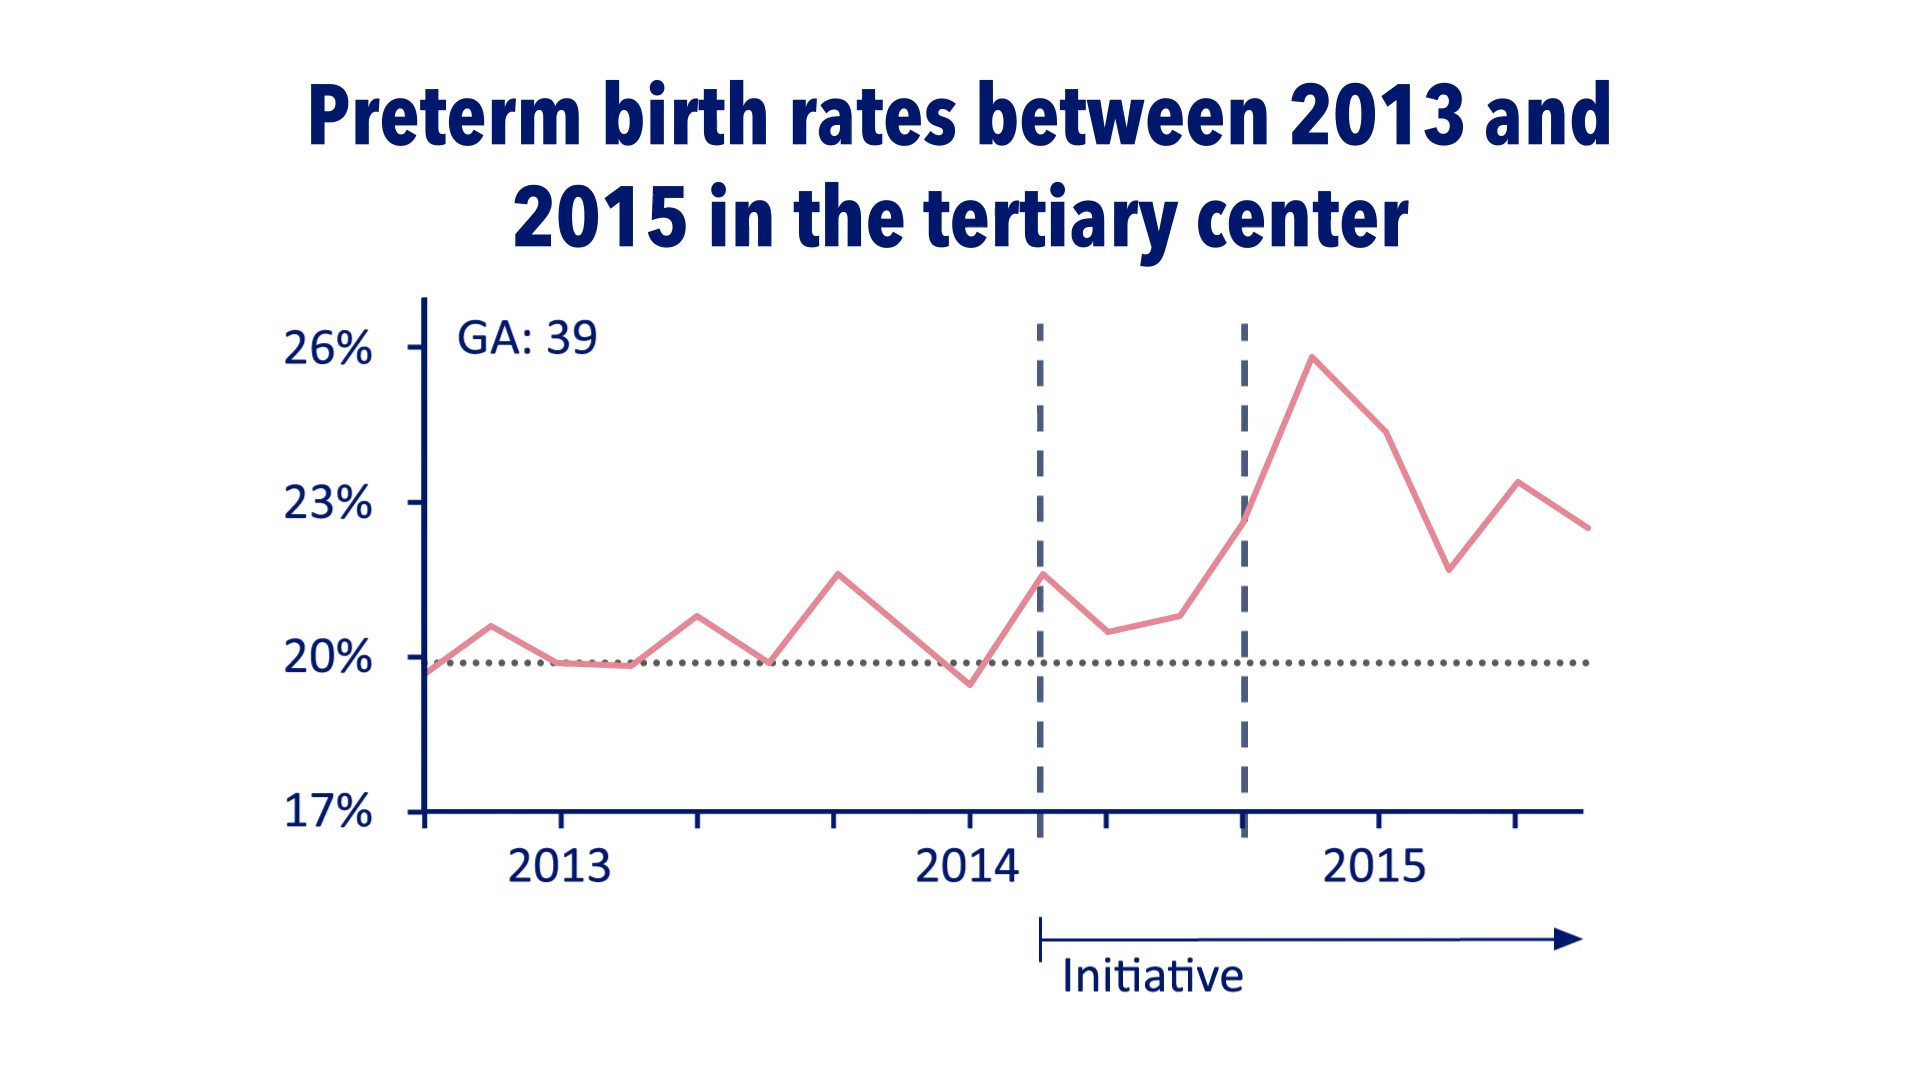 Preterm birth rates between 2013 and
2015 in the tertiary center
GA: 39
26%
23%
20%
17%
2013 2014 2015
Initiative